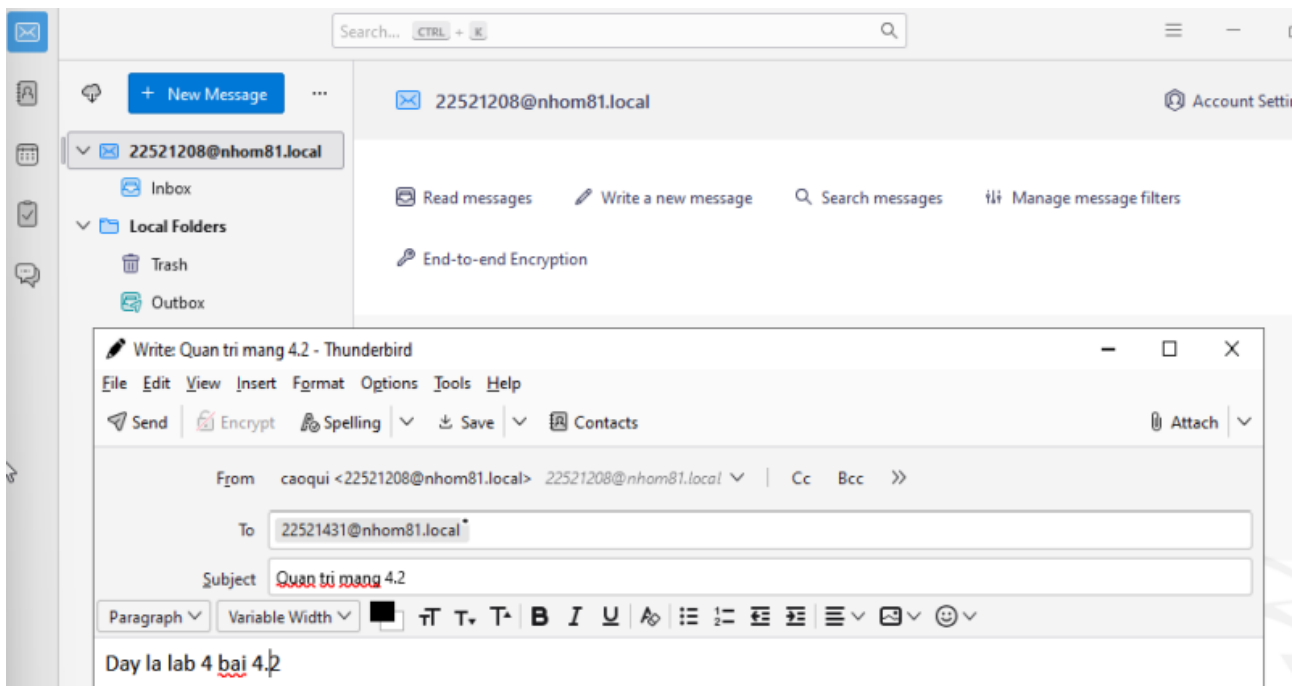 Search... CTRL + K
+ New Message ...
22521208@nhom81.local
Account
22521208@nhom81.local
Inbox
Read messages Write a new message Search messages Manage message filters
Local Folders
Trash
End-to-end Encryption
Outbox
Write: Quan tri mang 4.2 - Thunderbird
File Edit View Insert Format Options Tools Help
Send Encrypt Spelling Save Contacts Attach
From caoqui <22521208@nhom81.local> 22521208@nhom81.local Cc Bcc >>
To 22521431@nhom81.local*
Subject Quan tri mang 4.2
Paragraph Variable Width
Day la lab 4 bai 4.2